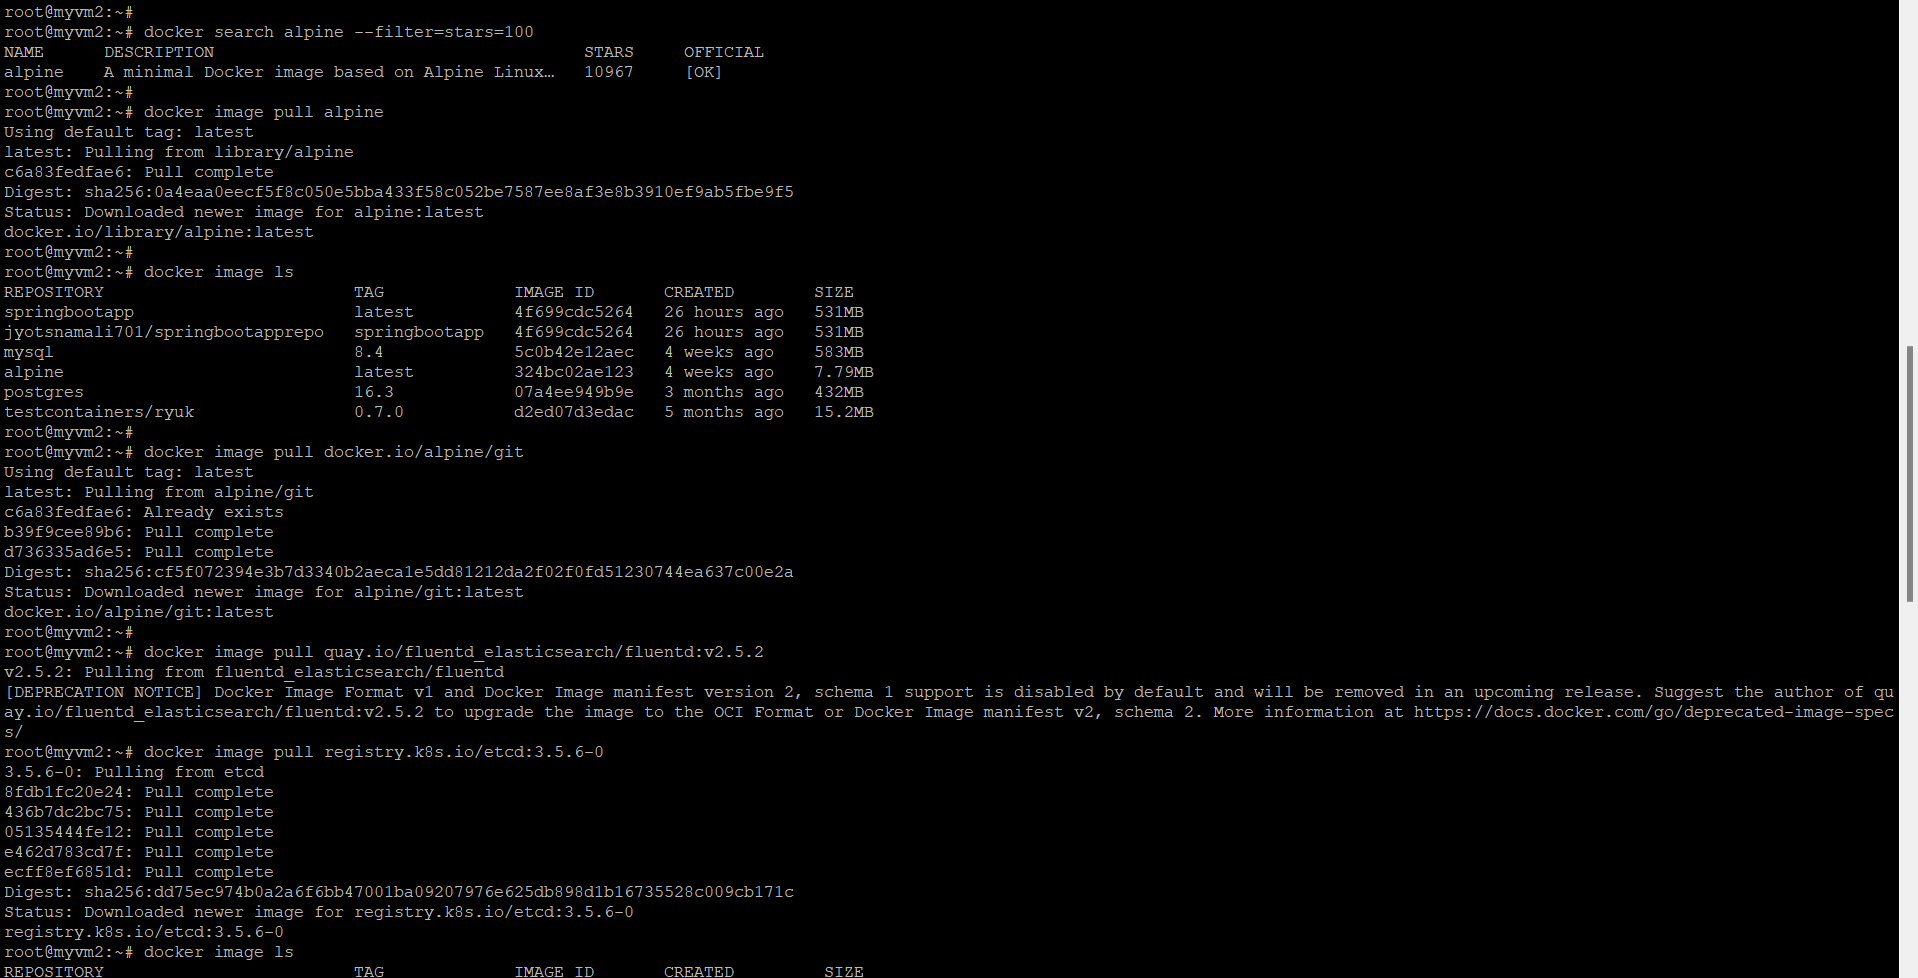 root@myvm2:~#
root@myvm2:~# docker search alpine --filter=stars=100
NAME      DESCRIPTION                                     STARS     OFFICIAL
alpine    A minimal Docker image based on Alpine Linux…   10967     [OK]
root@myvm2:~#
root@myvm2:~# docker image pull alpine
Using default tag: latest
latest: Pulling from library/alpine
c6a83fedfae6: Pull complete
Digest: sha256:0a4eaa0eecf5f8c050e5bba433f58c052be7587ee8af3e8b3910ef9ab5fbe9f5
Status: Downloaded newer image for alpine:latest
docker.io/library/alpine:latest
root@myvm2:~#
root@myvm2:~# docker image ls
REPOSITORY                         TAG             IMAGE ID       CREATED        SIZE
springbootapp                      latest          4f699cdc5264   26 hours ago   531MB
jyotsnamali701/springbootapprepo   springbootapp   4f699cdc5264   26 hours ago   531MB
mysql                              8.4             5c0b42e12aec   4 weeks ago    583MB
alpine                             latest          324bc02ae123   4 weeks ago    7.79MB
postgres                           16.3            07a4ee949b9e   3 months ago   432MB
testcontainers/ryuk                0.7.0           d2ed07d3edac   5 months ago   15.2MB
root@myvm2:~#
root@myvm2:~# docker image pull docker.io/alpine/git
Using default tag: latest
latest: Pulling from alpine/git
c6a83fedfae6: Already exists
b39f9cee89b6: Pull complete
d736335ad6e5: Pull complete
Digest: sha256:cf5f072394e3b7d3340b2aeca1e5dd81212da2f02f0fd51230744ea637c00e2a
Status: Downloaded newer image for alpine/git:latest
docker.io/alpine/git:latest
root@myvm2:~#
root@myvm2:~# docker image pull quay.io/fluentd_elasticsearch/fluentd:v2.5.2
v2.5.2: Pulling from fluentd_elasticsearch/fluentd
[DEPRECATION NOTICE] Docker Image Format v1 and Docker Image manifest version 2, schema 1 support is disabled by default and will be removed in an upcoming release. Suggest the author of qu
ay.io/fluentd_elasticsearch/fluentd:v2.5.2 to upgrade the image to the OCI Format or Docker Image manifest v2, schema 2. More information at https://docs.docker.com/go/deprecated-image-spec
s/
root@myvm2:~# docker image pull registry.k8s.io/etcd:3.5.6-0
3.5.6-0: Pulling from etcd
8fdb1fc20e24: Pull complete
436b7dc2bc75: Pull complete
05135444fe12: Pull complete
e462d783cd7f: Pull complete
ecff8ef6851d: Pull complete
Digest: sha256:dd75ec974b0a2a6f6bb47001ba09207976e625db898d1b16735528c009cb171c
Status: Downloaded newer image for registry.k8s.io/etcd:3.5.6-0
registry.k8s.io/etcd:3.5.6-0
root@myvm2:~# docker image ls
REPOSITORY                         TAG             IMAGE ID       CREATED         SIZE